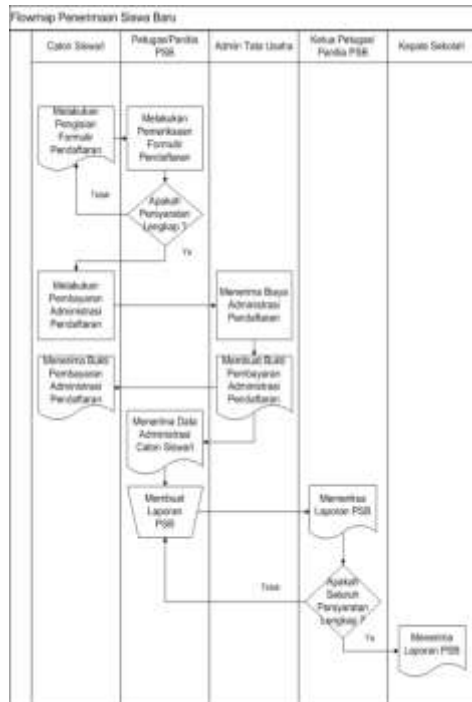 Flowmap Penerimaan Siswa Baru
Calon Siswa/i
Petugas/Panitia
PSB
Admin Tata Usaha
Ketua Petugas/
Panitia PSB
Kepala Sekolah
Melakukan
Pengisian
Formulir
Pendaftaran
Melakukan
Pemeriksaan
Formulir
Pendaftaran
Tidak
Apakah
Persyaratan
Lengkap ?
Ya
Melakukan
Pembayaran
Administrasi
Pendaftaran
Menerima Biaya
Administrasi
Pendaftaran
Menerima Bukti
Pembayaran
Administrasi
Pendaftaran
Membuat Bukti
Pembayaran
Administrasi
Pendaftaran
Menerima Data
Administrasi
Calon Siswa/i
Membuat
Laporan
PSB
Memeriksa
Laporan PSB
Tidak
Apakah
Seluruh
Persyaratan
Lengkap ?
Ya
Menerima
Laporan PSB